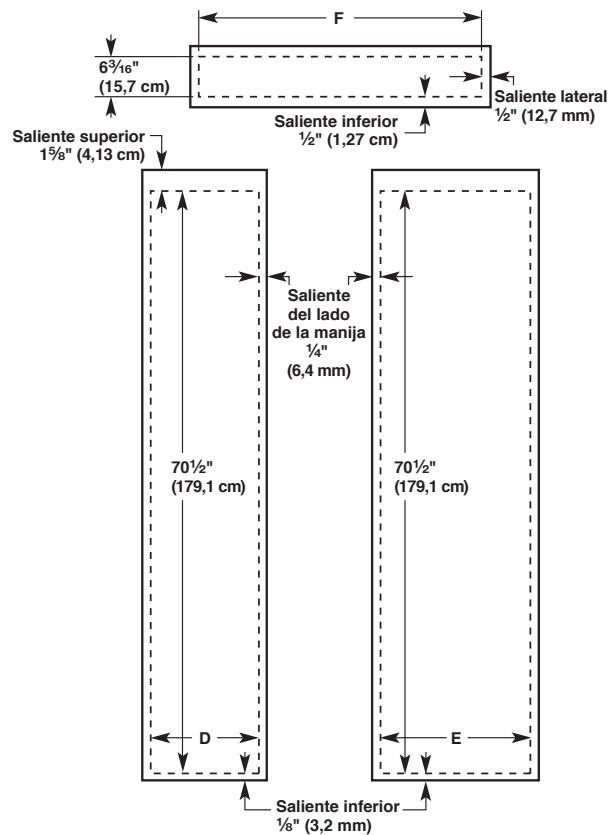 F
6 3/16"
(15,7 cm)
Saliente lateral
½" (12,7 mm)
Saliente inferior
½" (1,27 cm)
Saliente superior
1⅝" (4,13 cm)
Saliente
del lado
de la manija
¼"
(6,4 mm)
70½"
(179,1 cm)
70½"
(179,1 cm)
D
E
Saliente inferior
⅛" (3,2 mm)